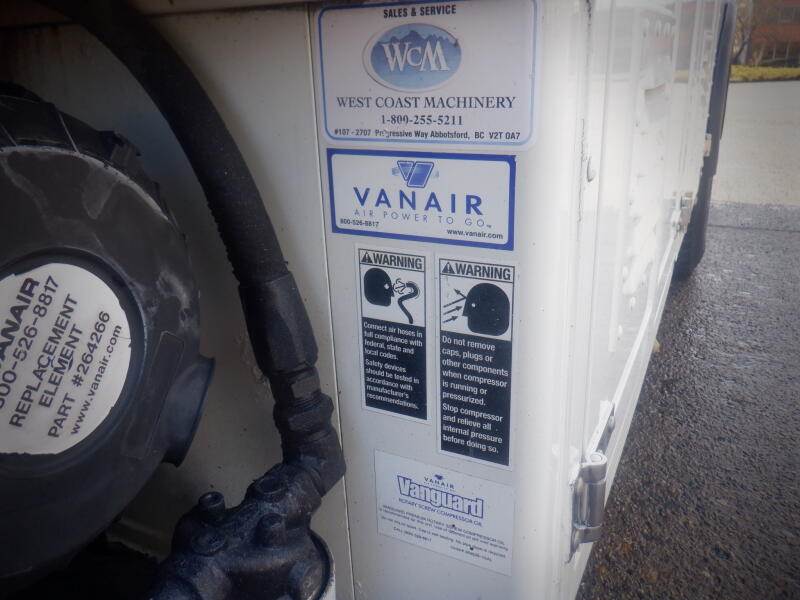 SALES & SERVICE
WCM
WEST COAST MACHINERY
1-800-255-5211
#107 - 2707 Progressive Way Abbotsford, BC V2T 0A7
VANAIR
AIR POWER TO GO
800-526-8817
www.vanair.com
WARNING
Connect air hoses in
full compliance with
federal, state and
local codes.
Safety devices
should be tested in
accordance with
manufacturer's
recommendations.
WARNING
Do not remove
caps, plugs or
other components
when compressor
is running or
pressurized.
Stop compressor
and relieve all
internal pressure
before doing so.
VANAIR
Vanguard
ROTARY SCREW COMPRESSOR OIL
VANAIR
800-526-8817
REPLACEMENT
ELEMENT
PART #264266
www.vanair.com